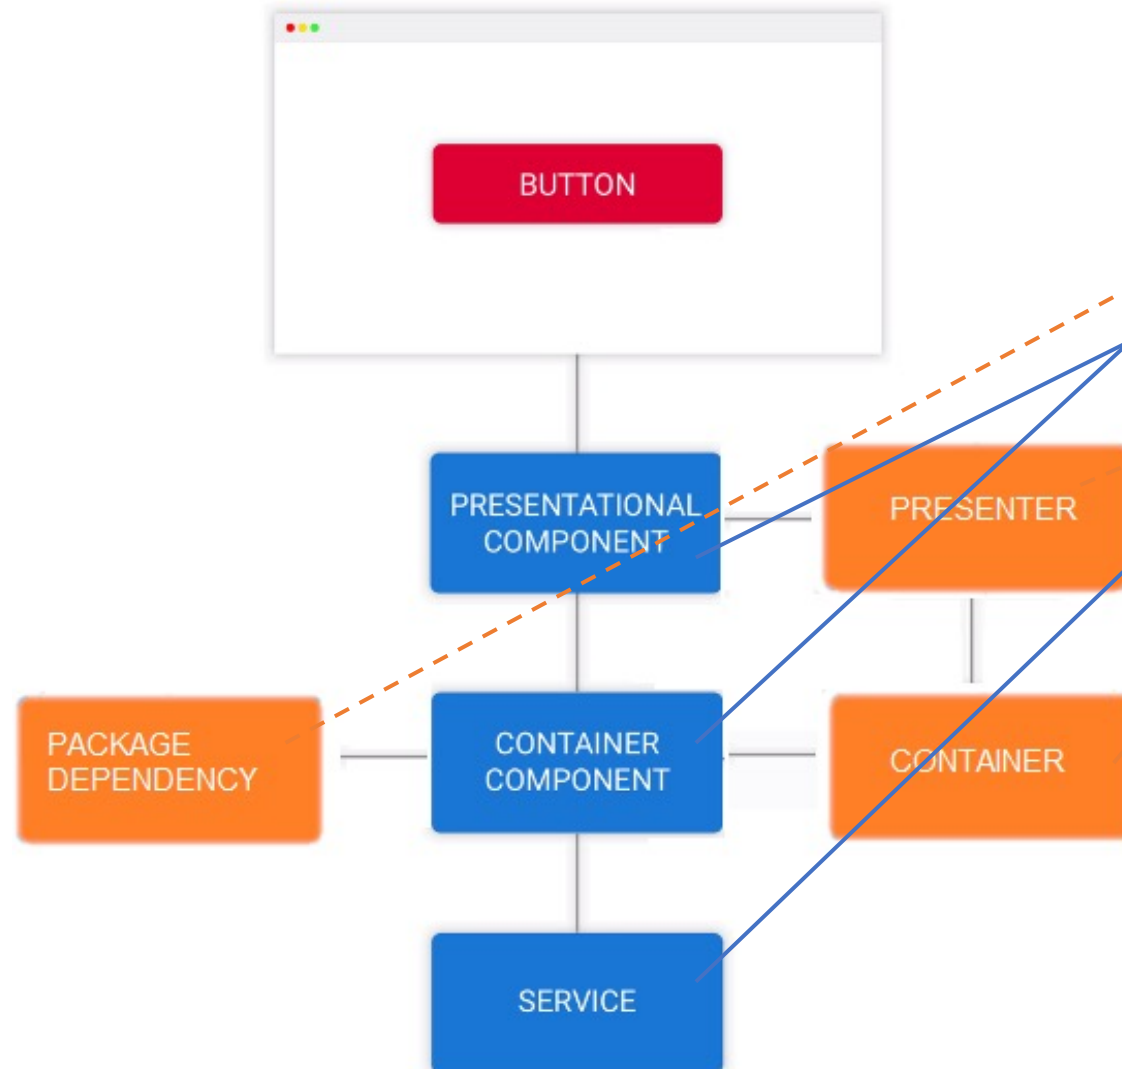 BUTTON
PRESENTATIONAL
COMPONENT
PRESENTER
PACKAGE
DEPENDENCY
CONTAINER
COMPONENT
CONTAINER
SERVICE